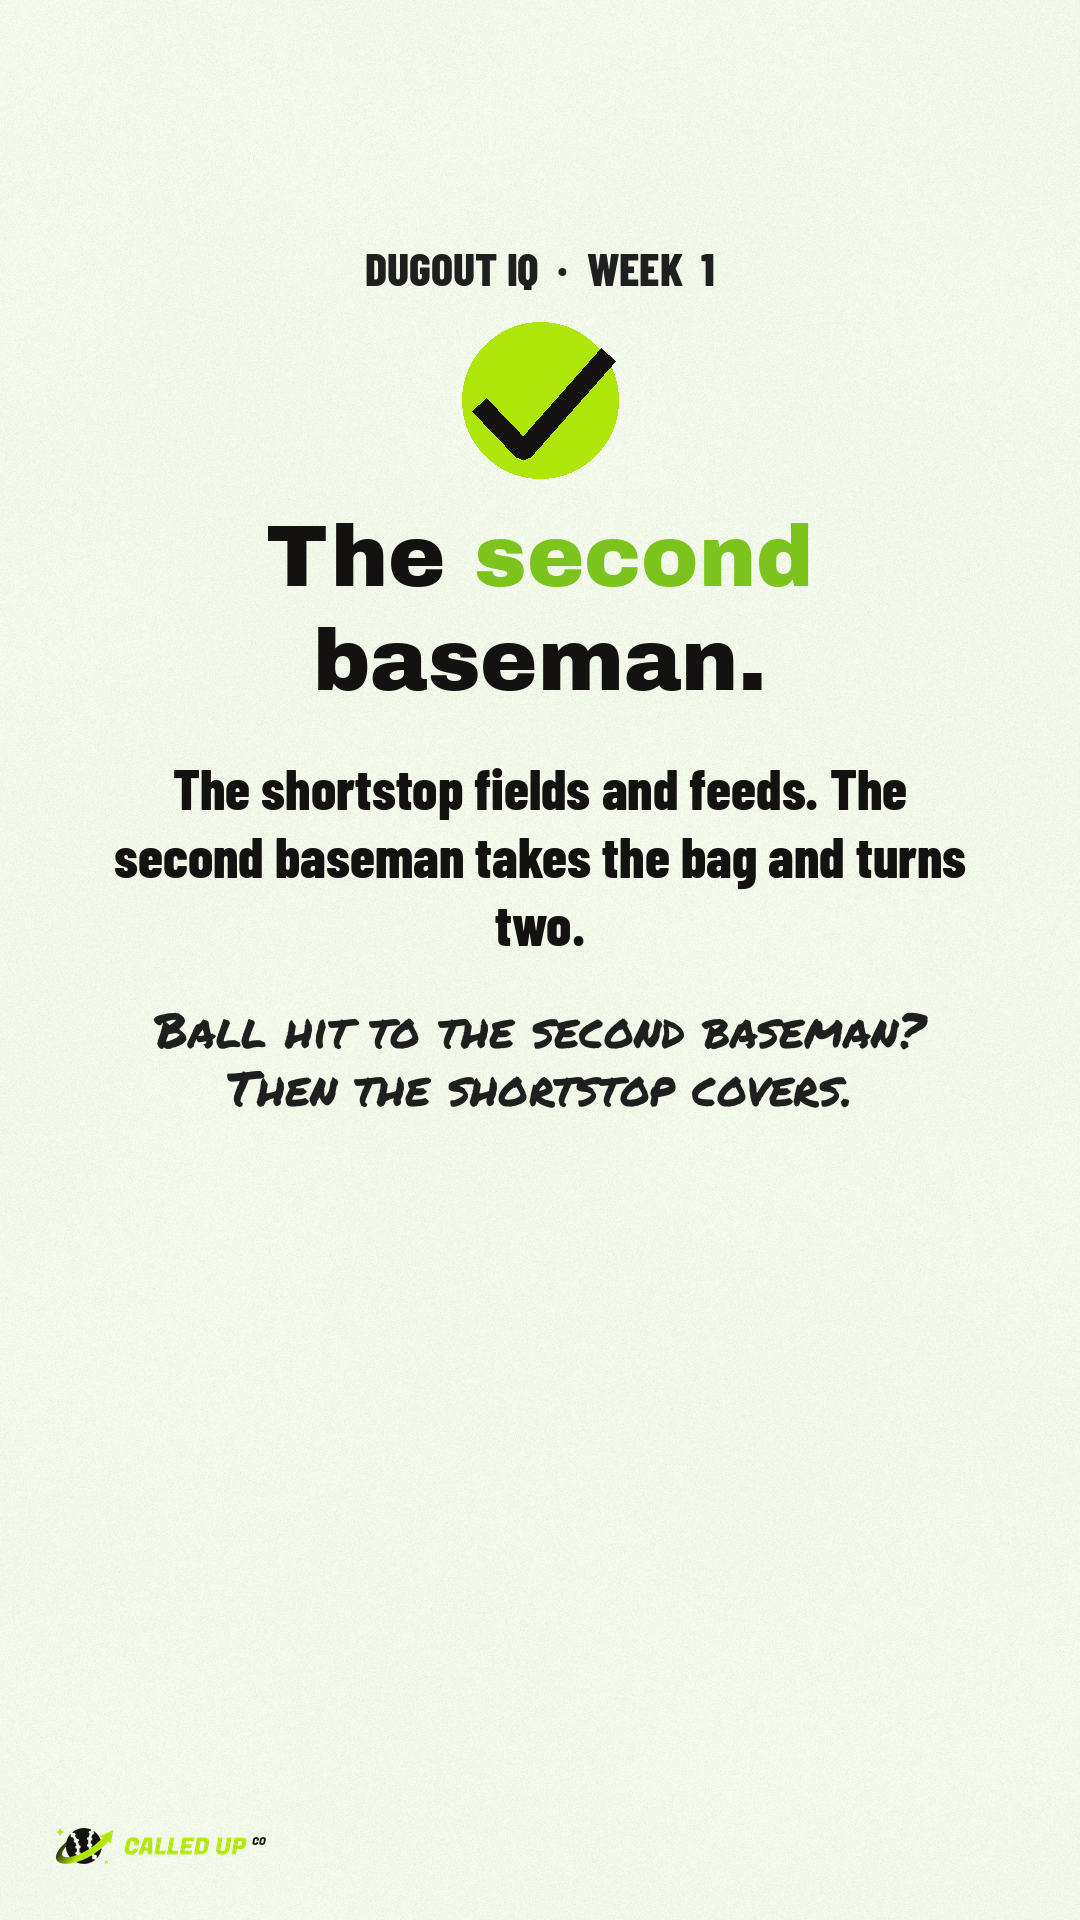 DUGOUT IQ · WEEK 1
The second
baseman.
The shortstop fields and feeds. The
second baseman takes the bag and turns
two.
BALL HIT TO THE SECOND BASEMAN?
THEN THE SHORTSTOP COVERS.
CALLED UP CO